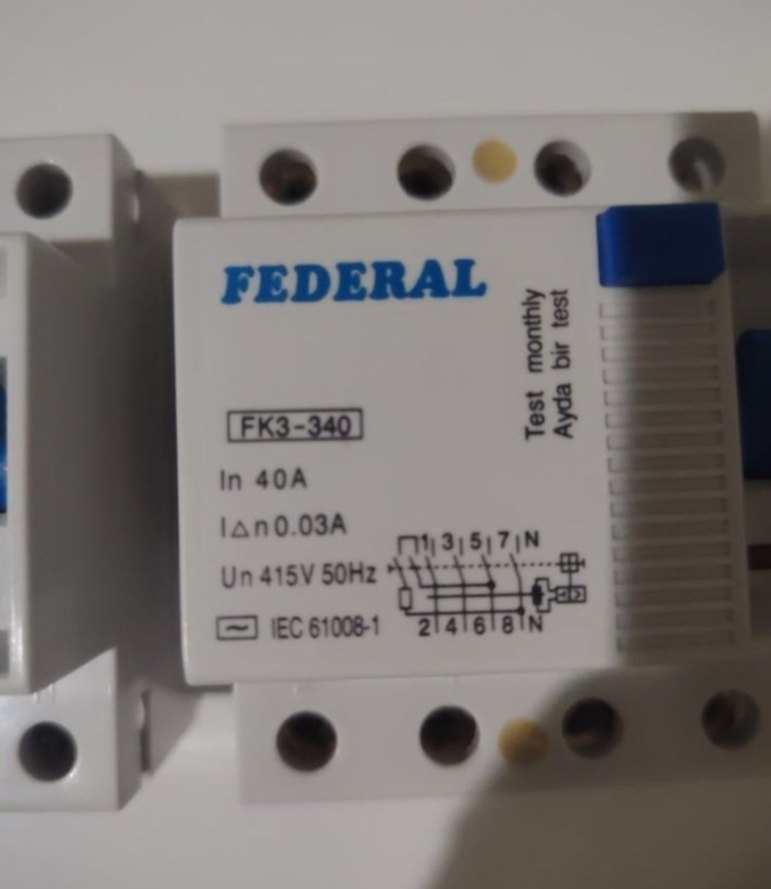 FEDERAL
Test monthly
Ayda bir test
FK3-340
In 40A
I△n 0.03A
Un 415V 50Hz
~ IEC 61008-1
1 3 5 7 N
2 4 6 8 N